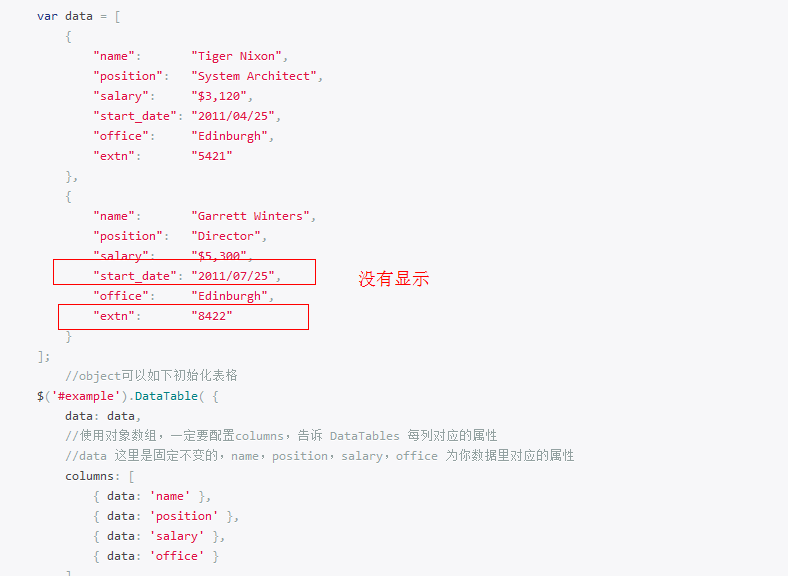 var data = [
{
"name": "Tiger Nixon",
"position": "System Architect",
"salary": "$3,120",
"start_date": "2011/04/25",
"office": "Edinburgh",
"extn": "5421"
},
{
"name": "Garrett Winters",
"position": "Director",
"salary": "$5,300",
"start_date": "2011/07/25",
没有显示
"office": "Edinburgh",
"extn": "8422"
}
];
//object可以如下初始化表格
$('#example').DataTable( {
data: data,
//使用对象数组，一定要配置columns，告诉 DataTables 每列对应的属性
//data 这里是固定不变的，name，position，salary，office 为你数据里对应的属性
columns: [
{ data: 'name' },
{ data: 'position' },
{ data: 'salary' },
{ data: 'office' }
]